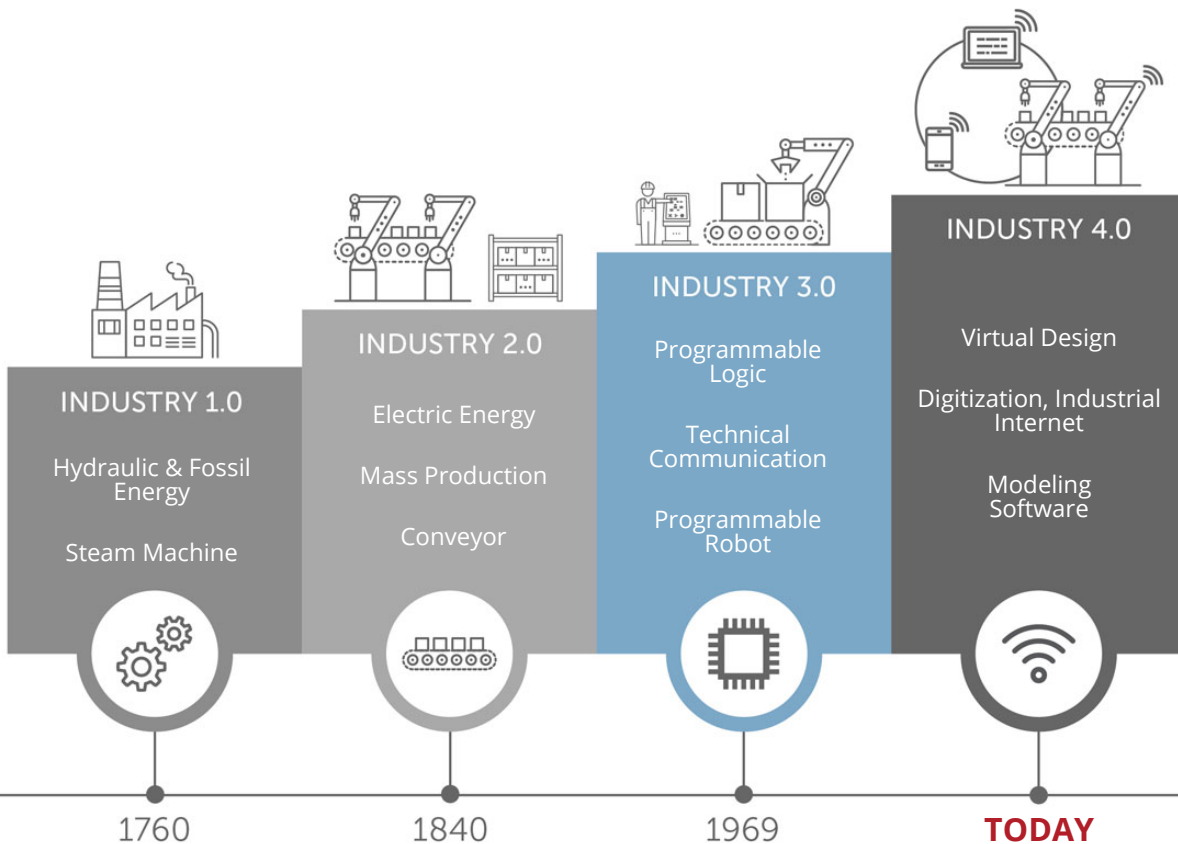 INDUSTRY 1.0
Hydraulic & Fossil
Energy
Steam Machine
1760
INDUSTRY 2.0
Electric Energy
Mass Production
Conveyor
1840
INDUSTRY 3.0
Programmable
Logic
Technical
Communication
Programmable
Robot
1969
INDUSTRY 4.0
Virtual Design
Digitization, Industrial
Internet
Modeling
Software
TODAY